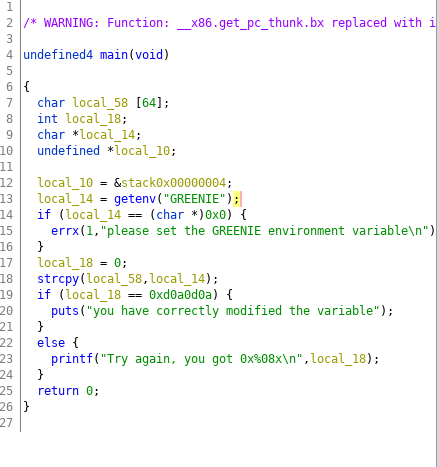 1
2 /* WARNING: Function: __x86.get_pc_thunk.bx replaced with i
3
4 undefined4 main(void)
5
6 {
7 char local_58 [64];
8 int local_18;
9 char *local_14;
10 undefined *local_10;
11
12 local_10 = &stack0x00000004;
13 local_14 = getenv("GREENIE");
14 if (local_14 == (char *)0x0) {
15 errx(1,"please set the GREENIE environment variable\n")
16 }
17 local_18 = 0;
18 strcpy(local_58,local_14);
19 if (local_18 == 0xd0a0d0a) {
20 puts("you have correctly modified the variable");
21 }
22 else {
23 printf("Try again, you got 0x%08x\n",local_18);
24 }
25 return 0;
26 }
27